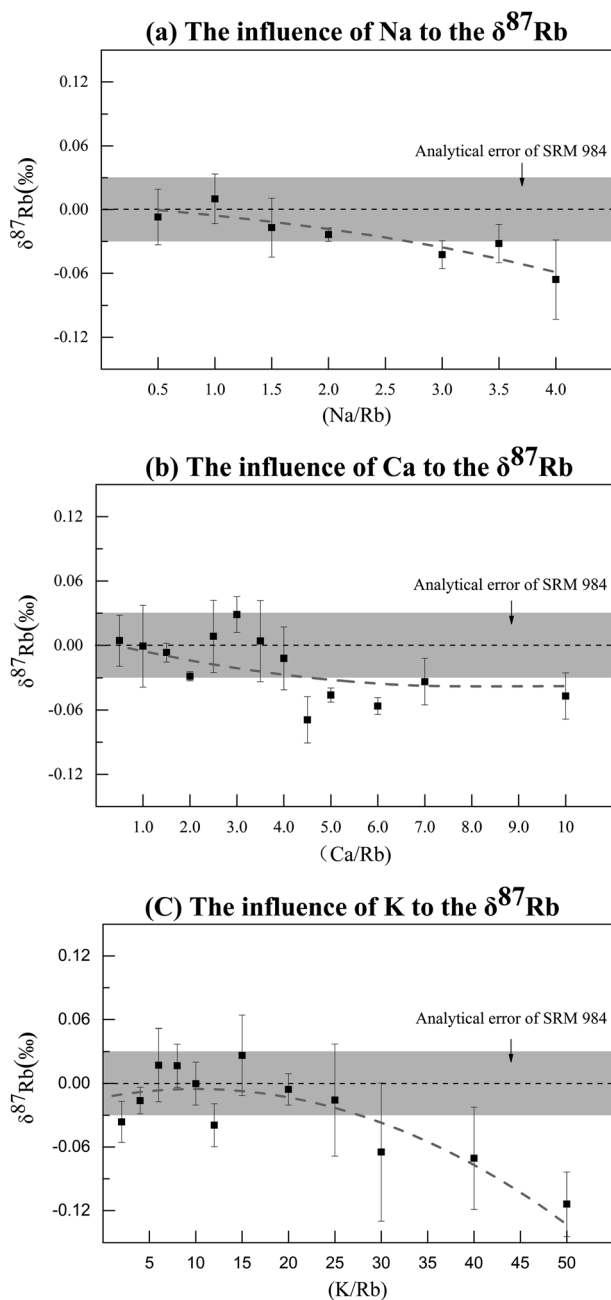 (a) The influence of Na to the δ87Rb
0.12
0.06
0.00
-0.06
-0.12
δ87Rb(‰)
Analytical error of SRM 984
0.5 1.0 1.5 2.0 2.5 3.0 3.5 4.0
(Na/Rb)
(b) The influence of Ca to the δ87Rb
0.12
0.06
0.00
-0.06
-0.12
δ87Rb(‰)
Analytical error of SRM 984
1.0 2.0 3.0 4.0 5.0 6.0 7.0 8.0 9.0 10
（Ca/Rb)
(C) The influence of K to the δ87Rb
0.12
0.06
0.00
-0.06
-0.12
δ87Rb(‰)
Analytical error of SRM 984
5 10 15 20 25 30 35 40 45 50
(K/Rb)